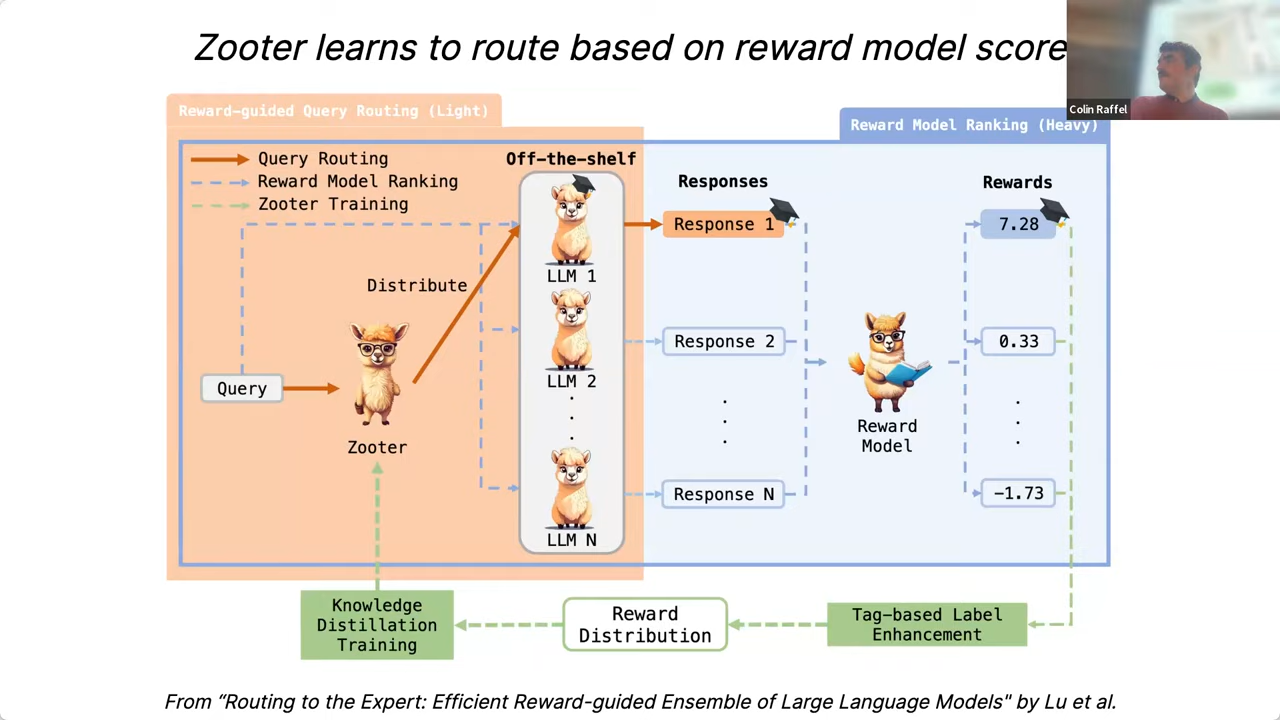 Zooter learns to route based on reward model score
Colin Raffel
Reward-guided Query Routing (Light)
Reward Model Ranking (Heavy)
Query Routing
Reward Model Ranking
Zooter Training
Off-the-shelf
Responses
Rewards
Response 1
7.28
LLM 1
Distribute
Response 2
0.33
LLM 2
Query
Zooter
Reward
Model
Response N
-1.73
LLM N
Knowledge
Distillation
Training
Reward
Distribution
Tag-based Label
Enhancement
From “Routing to the Expert: Efficient Reward-guided Ensemble of Large Language Models" by Lu et al.